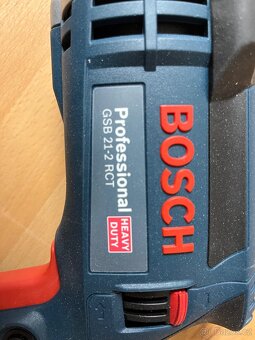 BOSCH
Professional
GSB 21-2 RCT
HEAVY
DUTY